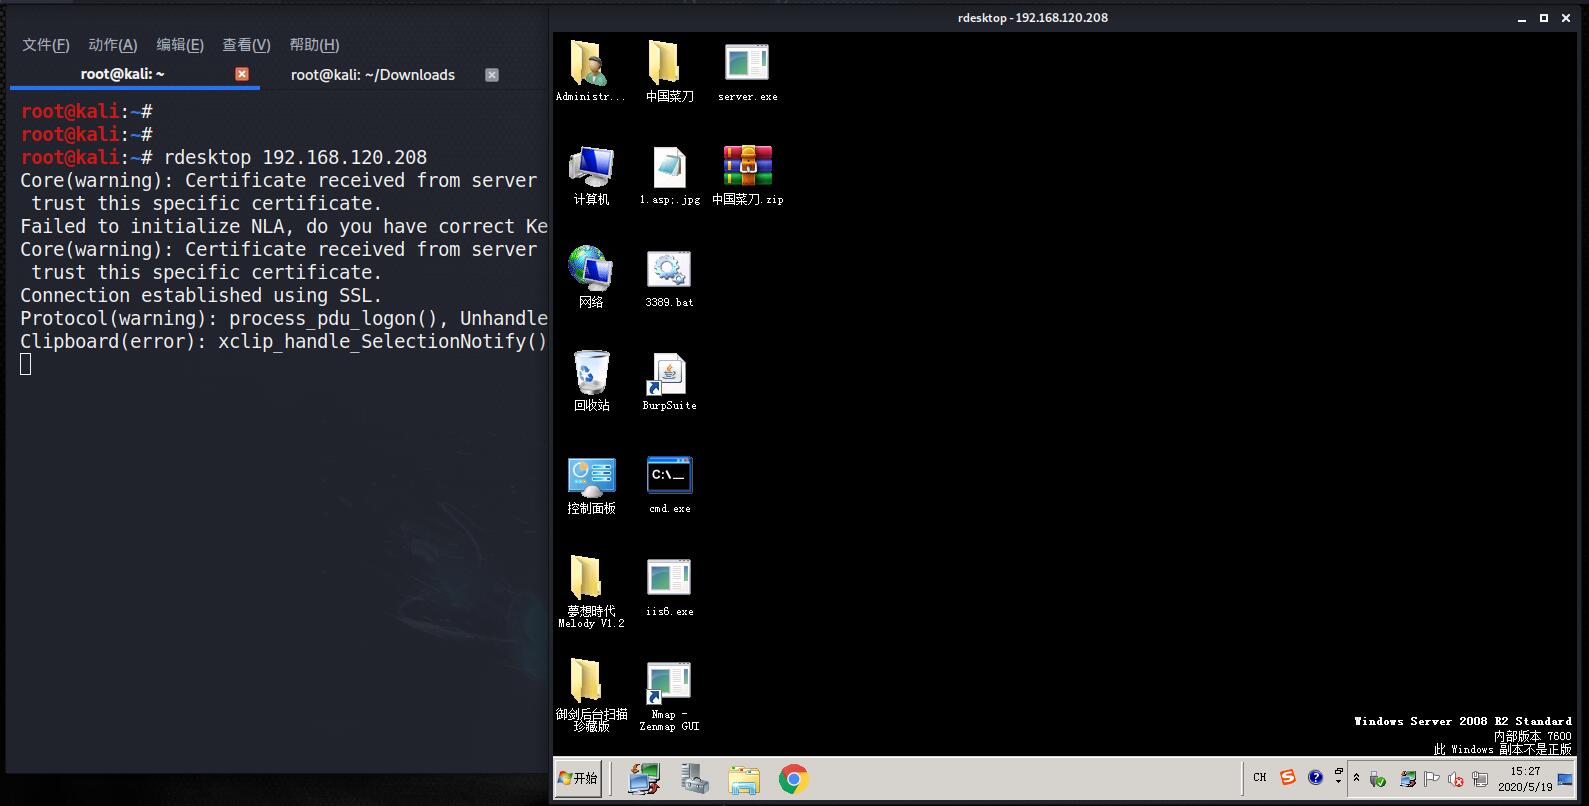 rdesktop - 192.168.120.208
文件(F) 动作(A) 编辑(E) 查看(V) 帮助(H)
root@kali: ~
root@kali: ~/Downloads
root@kali:~#
root@kali:~#
root@kali:~# rdesktop 192.168.120.208
Core(warning): Certificate received from server
trust this specific certificate.
Failed to initialize NLA, do you have correct Ke
Core(warning): Certificate received from server
trust this specific certificate.
Connection established using SSL.
Protocol(warning): process_pdu_logon(), Unhandle
Clipboard(error): xclip_handle_SelectionNotify()
Administr...
中国菜刀
server.exe
计算机
1.asp;.jpg
中国菜刀.zip
网络
3389.bat
回收站
BurpSuite
控制面板
C:\_
cmd.exe
夢想時代
Melody V1.2
iis6.exe
御剑后台扫描
珍藏版
Nmap -
Zenmap GUI
Windows Server 2008 R2 Standard
内部版本 7600
此 Windows 副本不是正版
开始
CH
15:27
2020/5/19